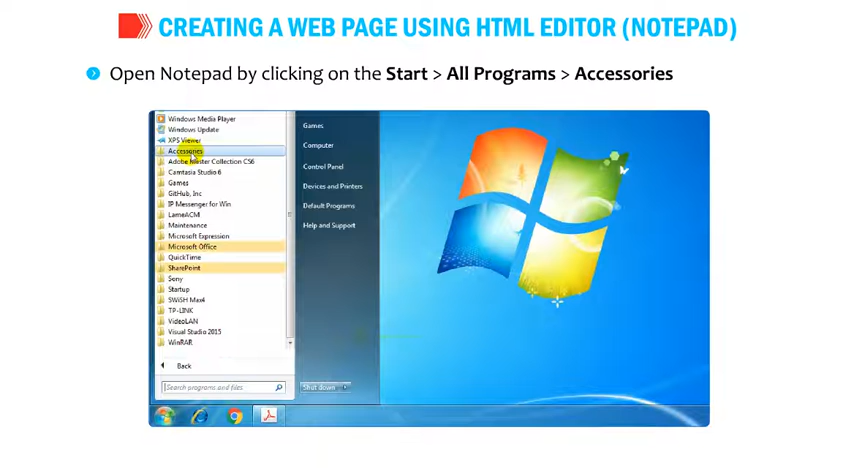 CREATING A WEB PAGE USING HTML EDITOR (NOTEPAD)
Open Notepad by clicking on the Start > All Programs > Accessories
Windows Media Player
Windows Update
XPS Viewer
Accessories
Adobe Master Collection CS6
Camtasia Studio 6
Games
GitHub, Inc
IP Messenger for Win
LameACM
Maintenance
Microsoft Expression
Microsoft Office
QuickTime
SharePoint
Sony
Startup
SWiSH Max4
TP-LINK
VideoLAN
Visual Studio 2015
WinRAR
Back
Search programs and files
Games
Computer
Control Panel
Devices and Printers
Default Programs
Help and Support
Shut down